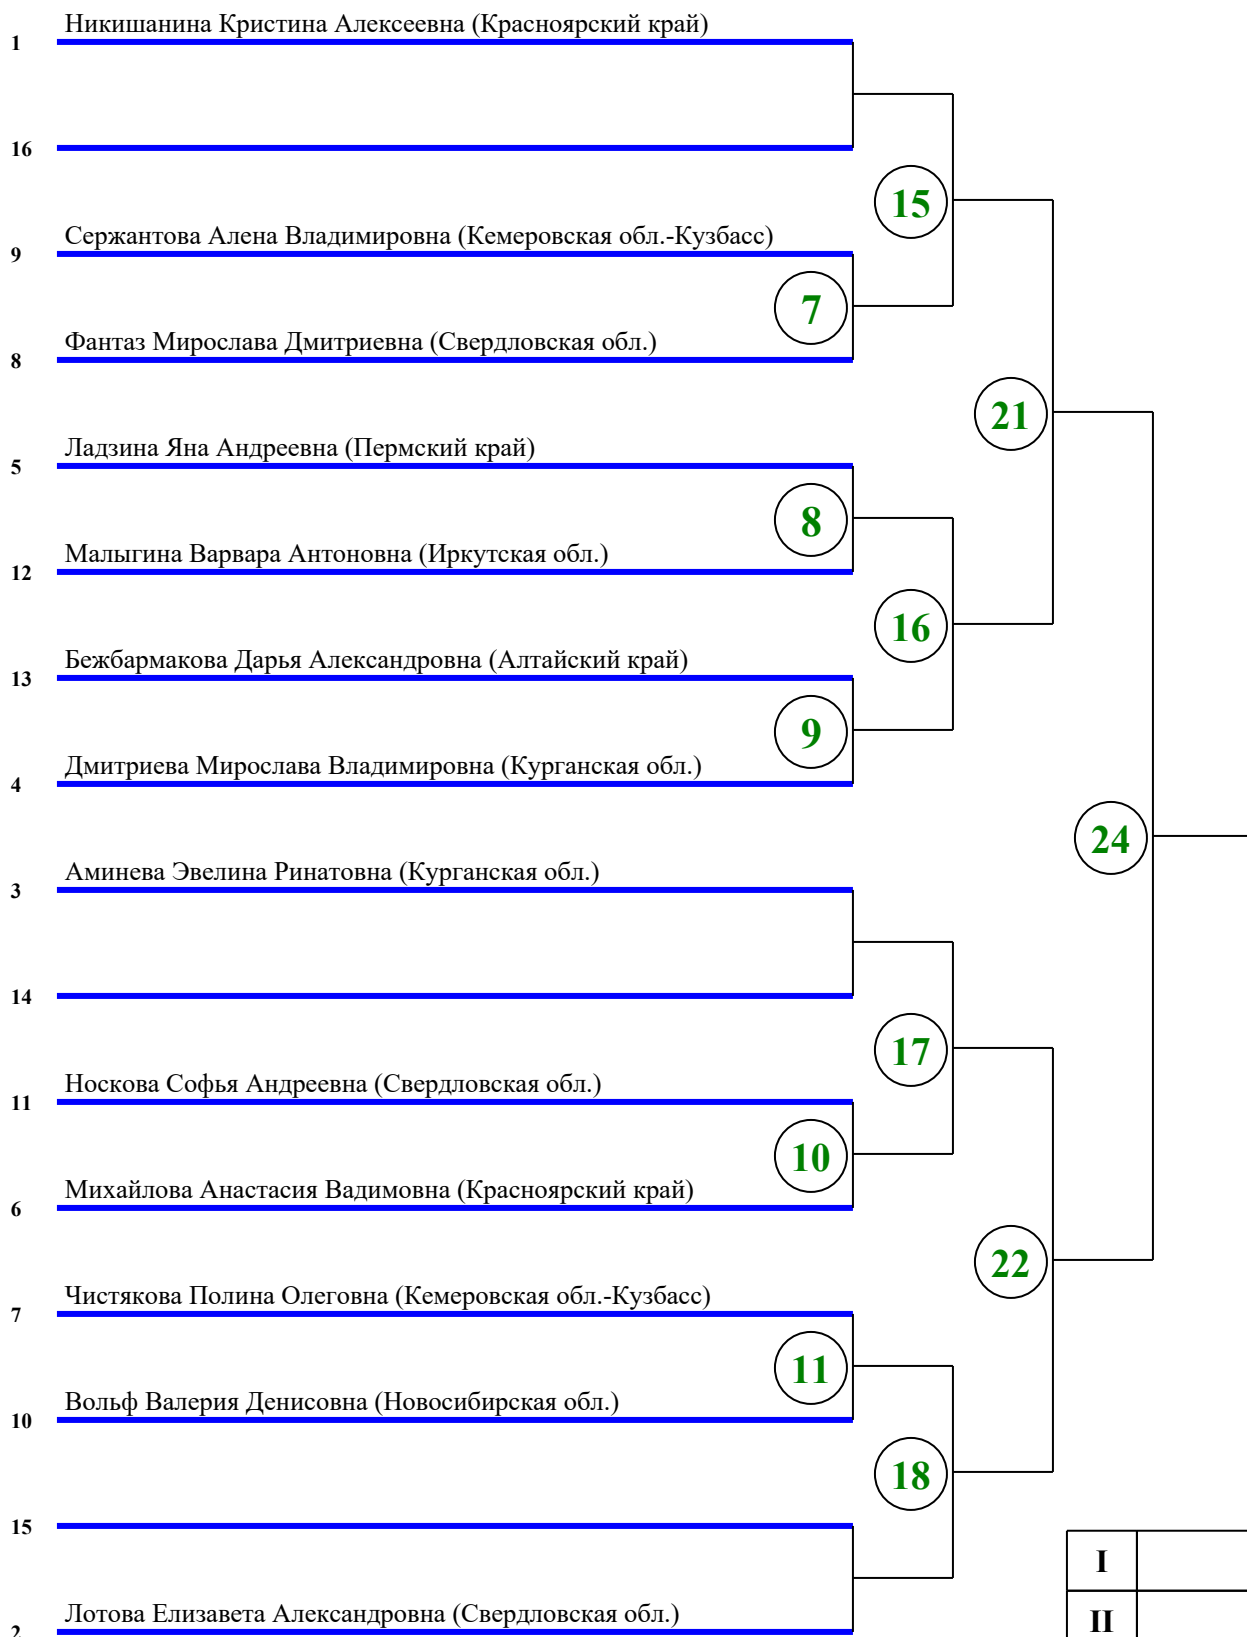 Никишанина Кристина Алексеевна (Красноярский край)
1
16
15
Сержантова Алена Владимировна (Кемеровская обл.-Кузбасс)
9
7
Фантаз Мирослава Дмитриевна (Свердловская обл.)
8
21
Ладзина Яна Андреевна (Пермский край)
5
8
Малыгина Варвара Антоновна (Иркутская обл.)
12
16
Бежбармакова Дарья Александровна (Алтайский край)
13
9
Дмитриева Мирослава Владимировна (Курганская обл.)
4
24
Аминева Эвелина Ринатовна (Курганская обл.)
3
14
17
Носкова Софья Андреевна (Свердловская обл.)
11
10
Михайлова Анастасия Вадимовна (Красноярский край)
6
22
Чистякова Полина Олеговна (Кемеровская обл.-Кузбасс)
7
11
Вольф Валерия Денисовна (Новосибирская обл.)
10
18
15
I
Лотова Елизавета Александровна (Свердловская обл.)
2
II